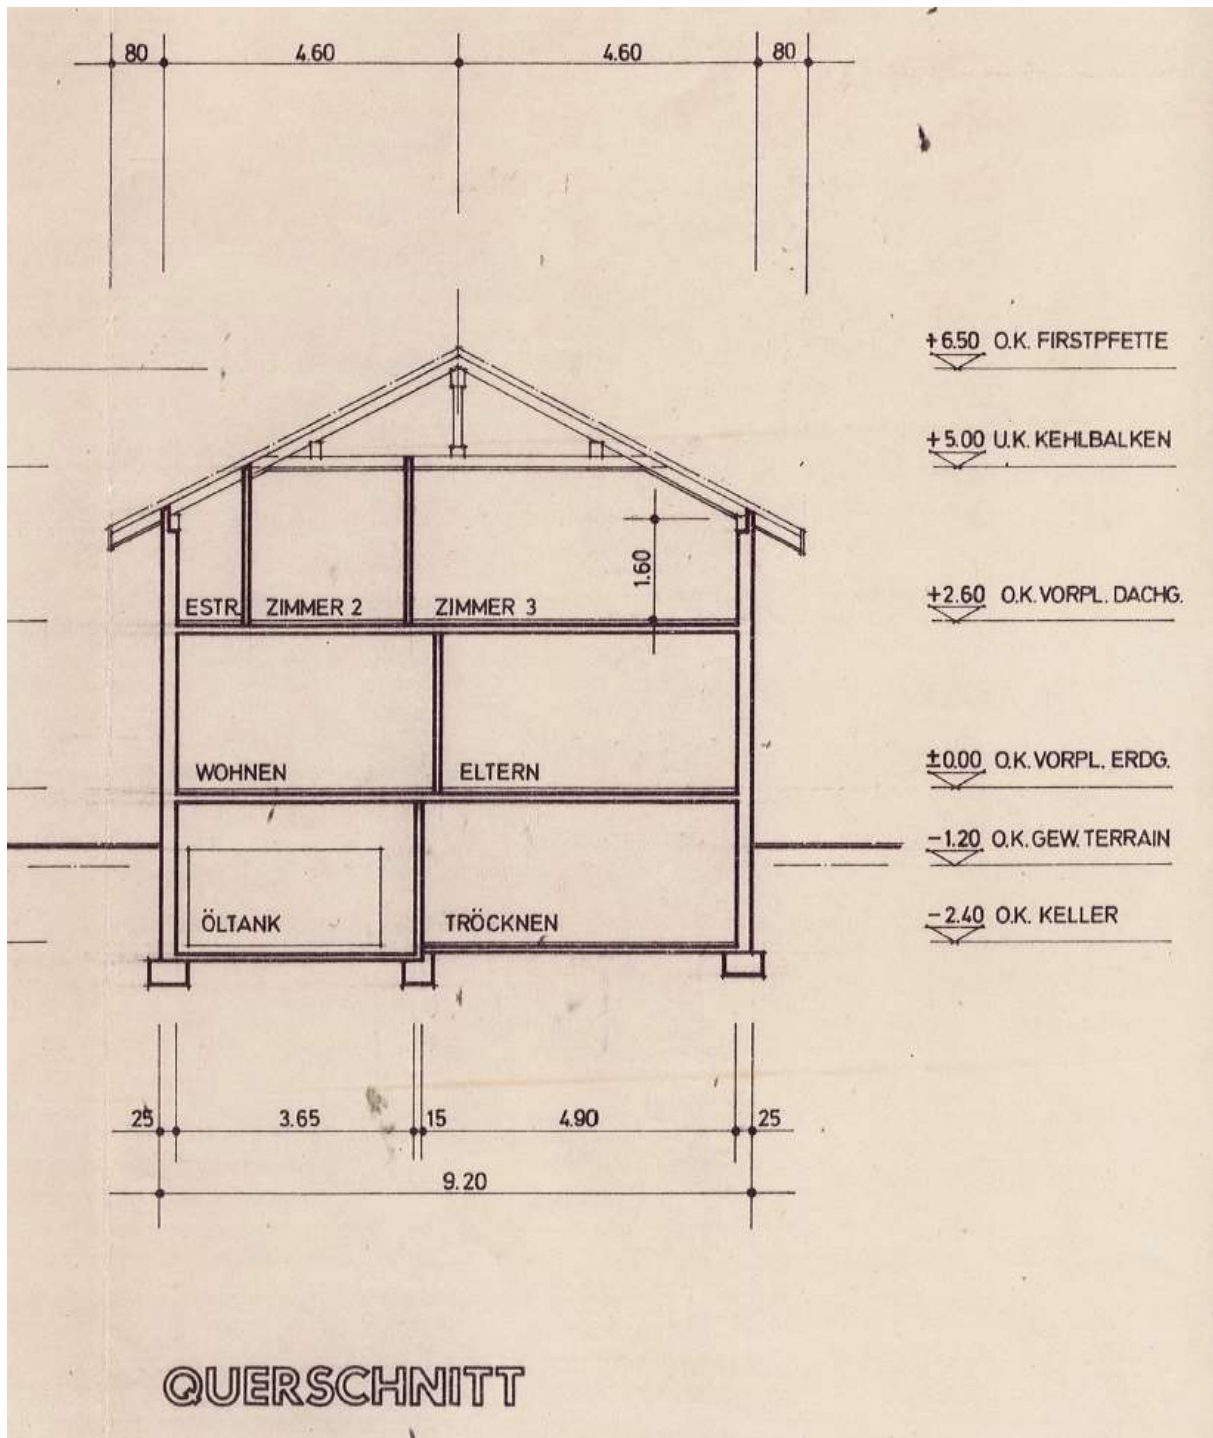 80 4.60 4.60 80
+6.50 O.K. FIRSTPFETTE
+5.00 U.K. KEHLBALKEN
1.60
+2.60 O.K. VORPL. DACHG.
ESTR. ZIMMER 2 ZIMMER 3
±0.00 O.K. VORPL. ERDG.
WOHNEN ELTERN
-1.20 O.K. GEW. TERRAIN
-2.40 O.K. KELLER
ÖLTANK TRÖCKNEN
25 3.65 15 4.90 25
9.20
QUERSCHNITT